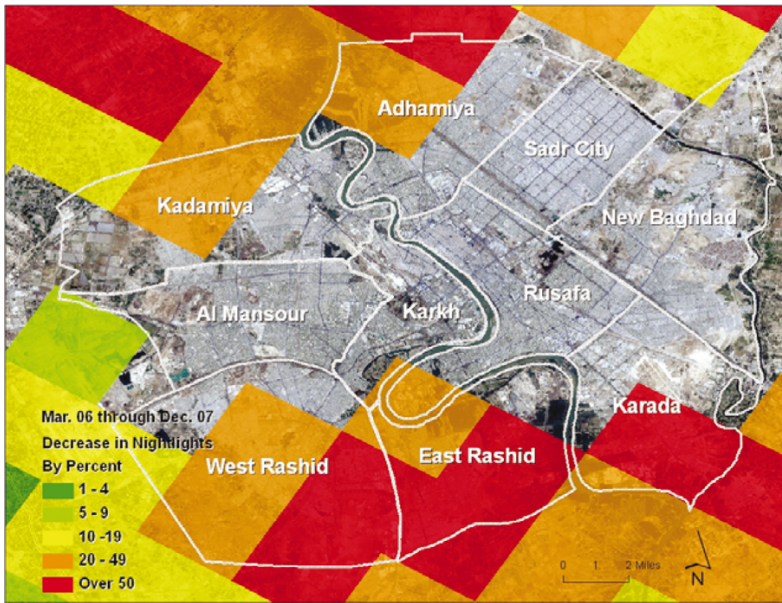 Adhamiya
Sadr City
Kadamiya
New Baghdad
Rusafa
Al Mansour
Karkh
Karada
Mar. 06 through Dec. 07
Decrease in Nightlights
By Percent
West Rashid
East Rashid
1 - 4
5 - 9
10 -19
20 - 49
Over 50
0 1 2 Miles
N